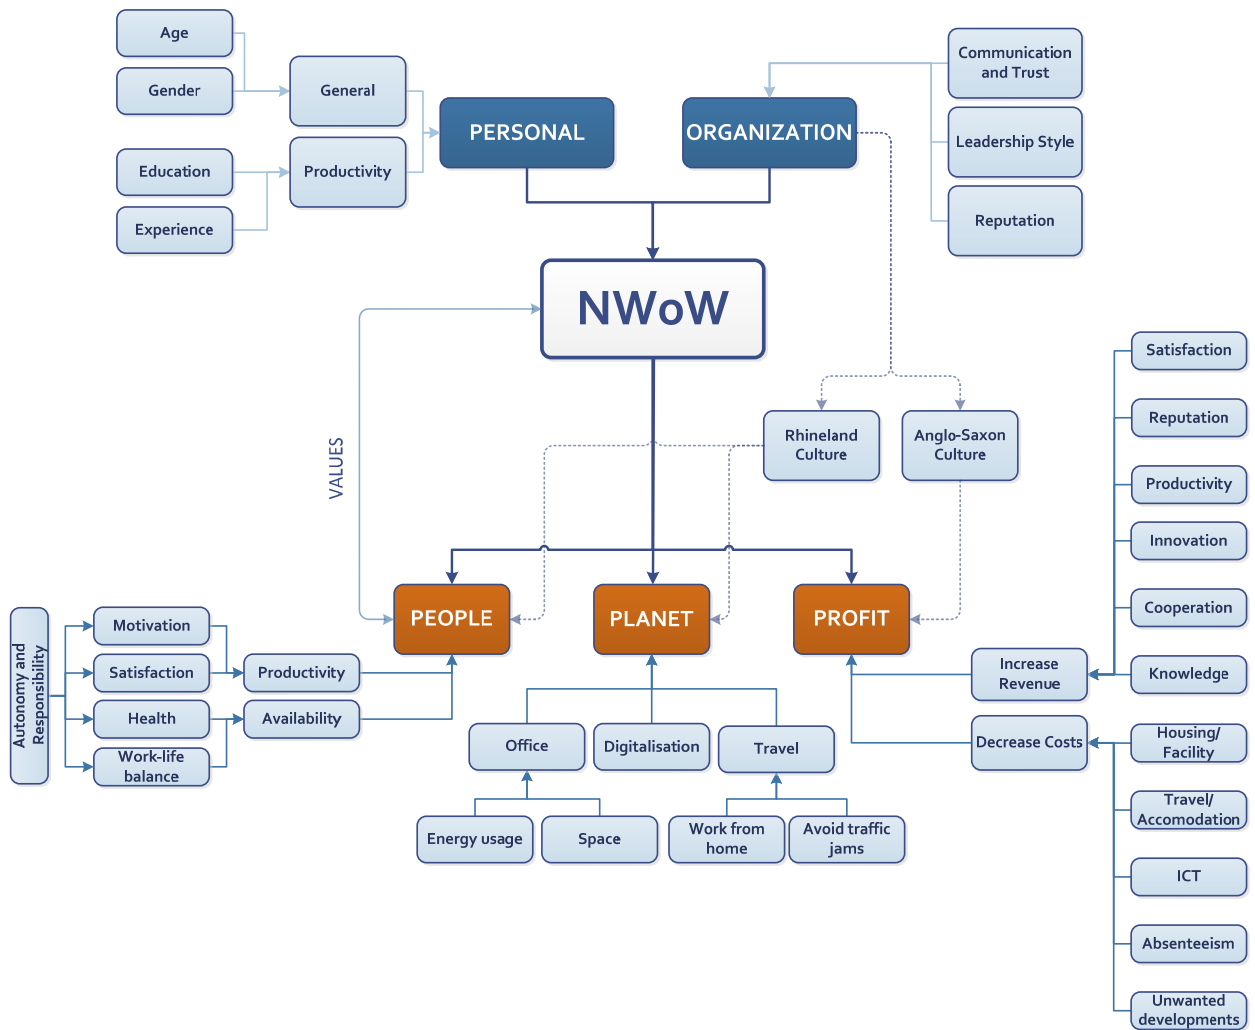 Age
Gender
General
Education
Experience
Productivity
PERSONAL
ORGANIZATION
Communication
and Trust
Leadership Style
Reputation
NWoW
VALUES
Rhineland
Culture
Anglo-Saxon
Culture
PEOPLE
PLANET
PROFIT
Autonomy and
Responsibility
Motivation
Satisfaction
Health
Work-life
balance
Productivity
Availability
Office
Digitalisation
Travel
Energy usage
Space
Work from
home
Avoid traffic
jams
Increase
Revenue
Decrease Costs
Satisfaction
Reputation
Productivity
Innovation
Cooperation
Knowledge
Housing/
Facility
Travel/
Accomodation
ICT
Absenteeism
Unwanted
developments